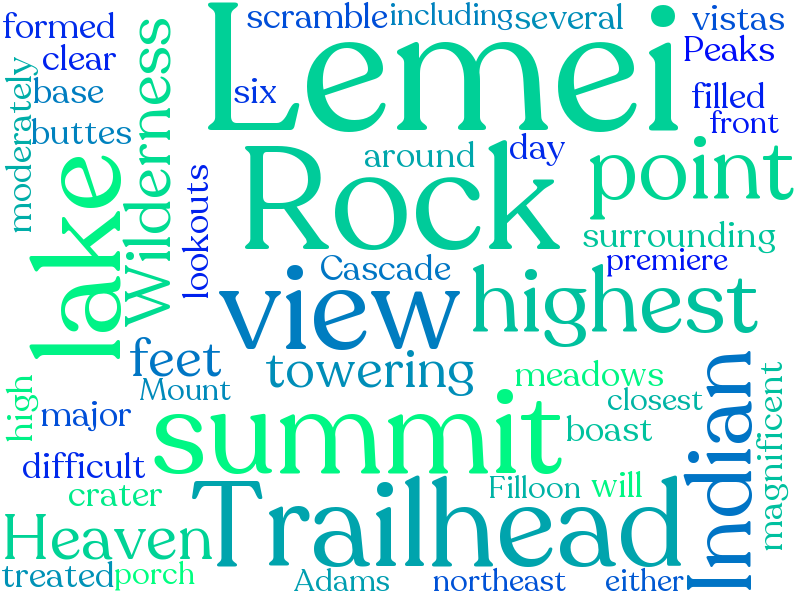 formed
scramble
including
several
vistas
clear
Lemei
Peaks
moderately
base
six
filled
buttes
Wilderness
front
day
around
Rock
point
lake
lookouts
surrounding
Cascade
premiere
view
highest
feet
towering
Mount
meadows
high
major
summit
closest
Indian
magnificent
boast
difficult
crater
Trailhead
Filloon
will
Heaven
treated
porch
Adams
northeast
either